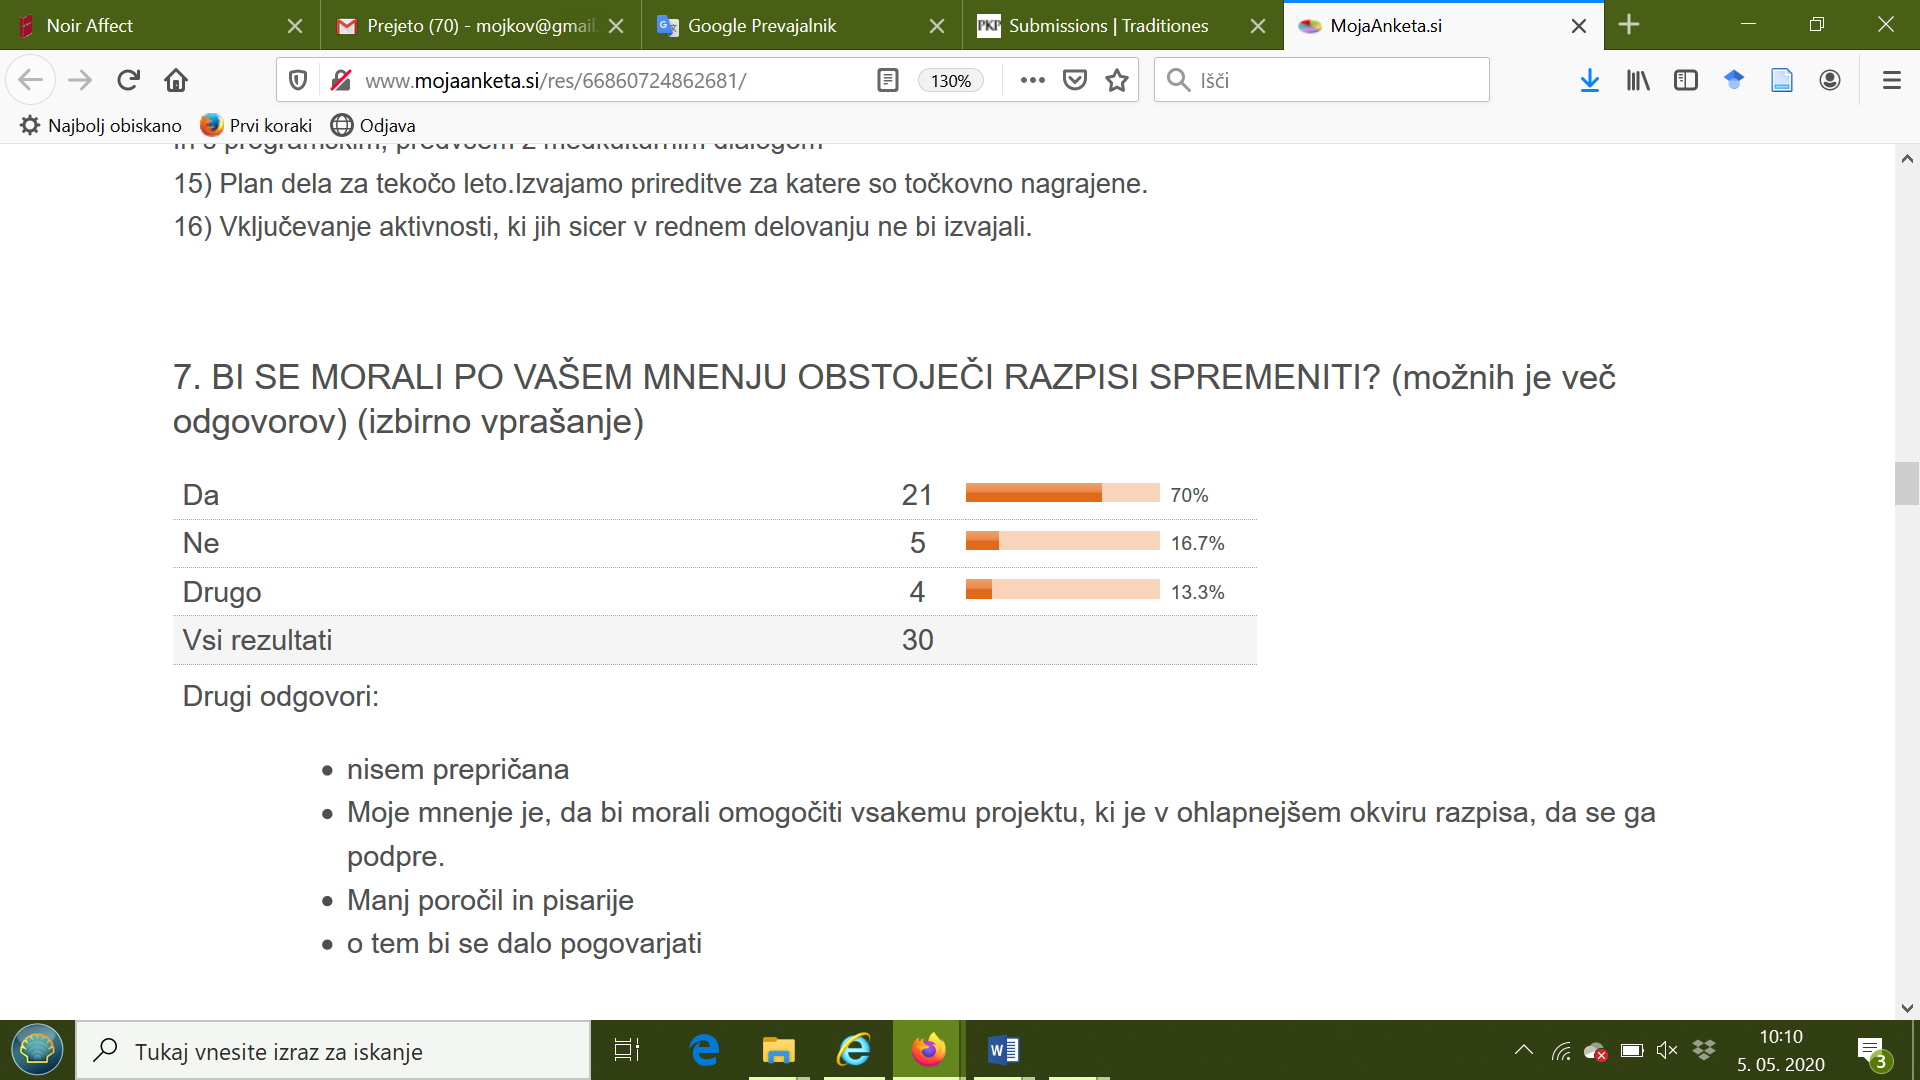 Noir Affect
Prejeto (70) - mojkov@gmail.
Google Prevajalnik
PKP Submissions | Traditiones
MojaAnketa.si
www.mojaanketa.si/res/66860724862681/
130%
Išči
Najbolj obiskano
Prvi koraki
Odjava
in s programskim, predvsem z medkulturnim dialogom
15) Plan dela za tekočo leto.Izvajamo prireditve za katere so točkovno nagrajene.
16) Vključevanje aktivnosti, ki jih sicer v rednem delovanju ne bi izvajali.
7. BI SE MORALI PO VAŠEM MNENJU OBSTOJEČI RAZPISI SPREMENITI? (možnih je več
odgovorov) (izbirno vprašanje)
Da 21 70%
Ne 5 16.7%
Drugo 4 13.3%
Vsi rezultati 30
Drugi odgovori:
• nisem prepričana
• Moje mnenje je, da bi morali omogočiti vsakemu projektu, ki je v ohlapnejšem okviru razpisa, da se ga
podpre.
• Manj poročil in pisarije
• o tem bi se dalo pogovarjati
Tukaj vnesite izraz za iskanje
10:10
5. 05. 2020
3